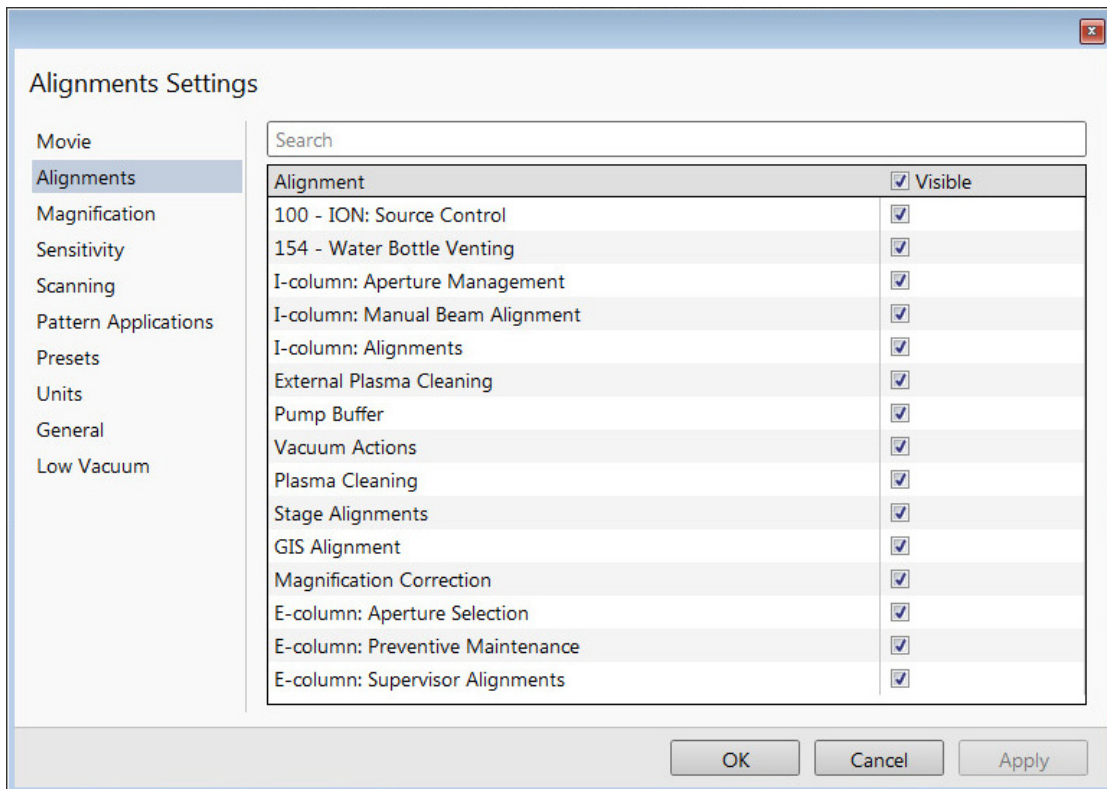 Alignments Settings
Movie
Alignments
Magnification
Sensitivity
Scanning
Pattern Applications
Presets
Units
General
Low Vacuum
Search
Alignment Visible
100 - ION: Source Control
154 - Water Bottle Venting
I-column: Aperture Management
I-column: Manual Beam Alignment
I-column: Alignments
External Plasma Cleaning
Pump Buffer
Vacuum Actions
Plasma Cleaning
Stage Alignments
GIS Alignment
Magnification Correction
E-column: Aperture Selection
E-column: Preventive Maintenance
E-column: Supervisor Alignments
OK Cancel Apply